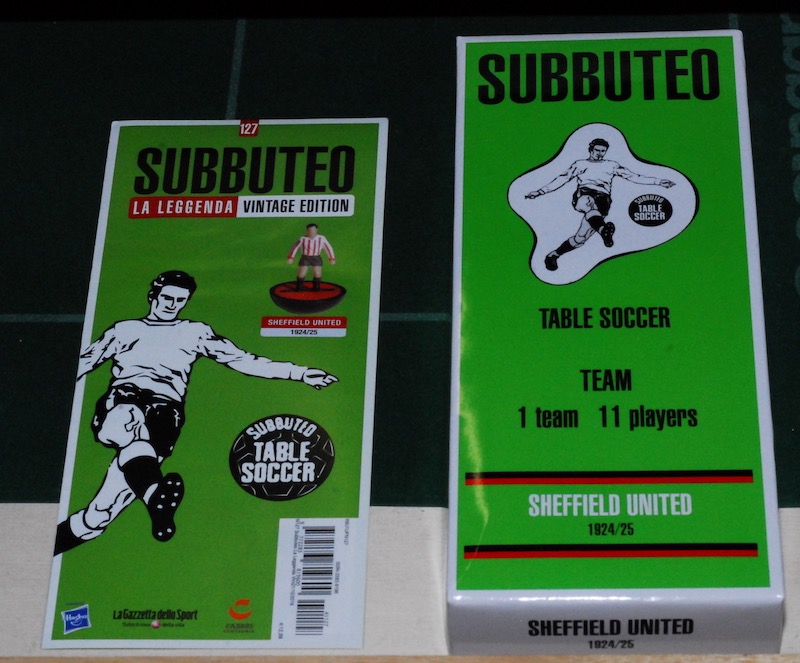 127
SUBBUTEO
LA LEGGENDA VINTAGE EDITION
SHEFFIELD UNITED
1924/25
SUBBUTEO
TABLE
SOCCER
Hasbro
La Gazzetta dello Sport
SUBBUTEO
SUBBUTEO
TABLE
SOCCER
TABLE SOCCER
TEAM
1 team 11 players
SHEFFIELD UNITED
1924/25
SHEFFIELD UNITED
1924/25